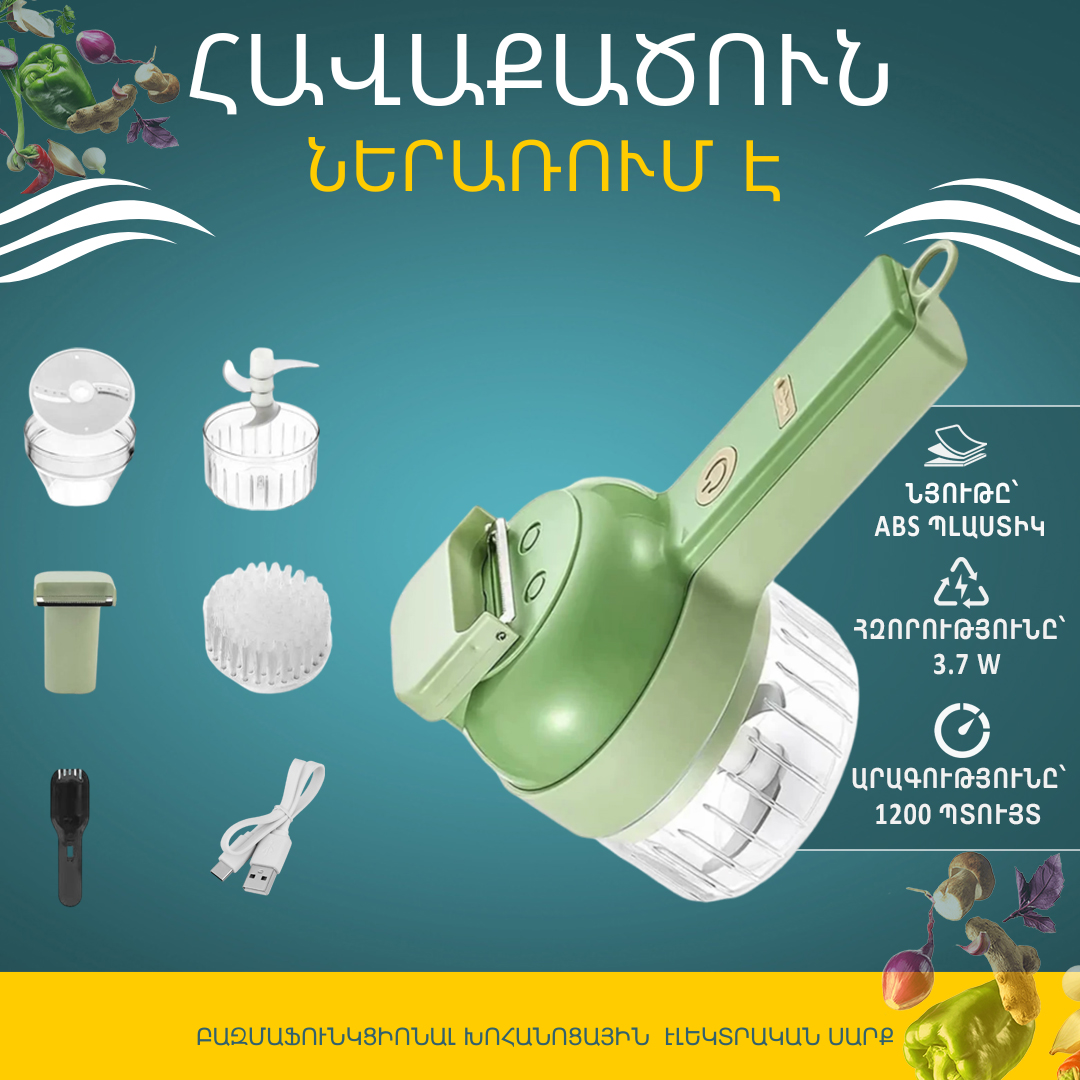 ՀԱՎԱՔԱԾՈՒՆ
ՆԵՐԱՌՈՒՄ Է
ՆՅՈՒԹԸ՝
ABS ՊԼԱՍՏԻԿ
ՀԶՈՐՈՒԹՅՈՒՆԸ՝
3.7 W
ԱՐԱԳՈՒԹՅՈՒՆԸ՝
1200 ՊՏՈՒՅՏ
ԲԱԶՄԱՖՈՒՆԿՑԻՈՆԱԼ ԽՈՀԱՆՈՑԱՅԻՆ ԷԼԵԿՏՐԱԿԱՆ ՍԱՐՔ